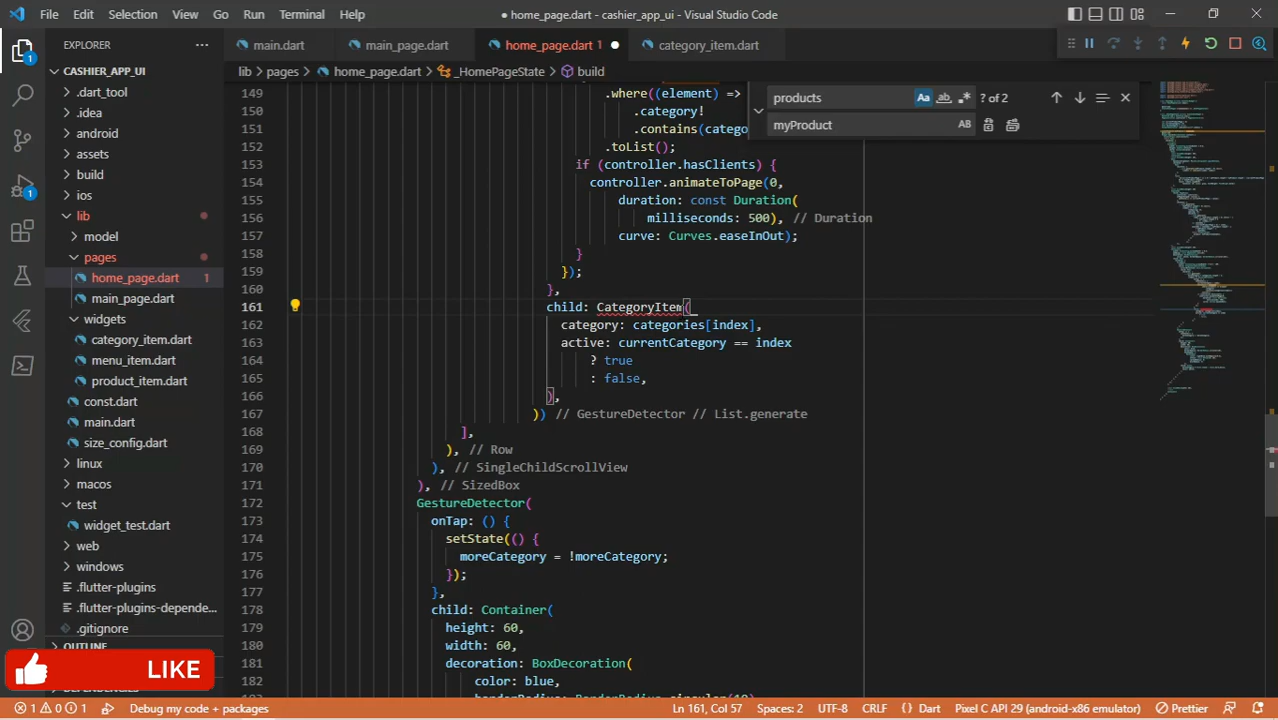 File Edit Selection View Go Run Terminal Help
home_page.dart - cashier_app_ui - Visual Studio Code
EXPLORER
main.dart
main_page.dart
home_page.dart 1
category_item.dart
lib > pages > home_page.dart > _HomePageState > build
CASHIER_APP_UI
.dart_tool
.idea
android
assets
build
ios
lib
model
pages
home_page.dart 1
main_page.dart
widgets
category_item.dart
menu_item.dart
product_item.dart
const.dart
main.dart
size_config.dart
linux
macos
test
widget_test.dart
web
windows
.flutter-plugins
.flutter-plugins-depende...
.gitignore
OUTLINE
LIKE
products Aa ab .* ? of 2
myProduct AB
149 .where((element) =>
150 .category!
151 .contains(catego
152 .toList();
153 if (controller.hasClients) {
154 controller.animateToPage(0,
155 duration: const Duration(
156 milliseconds: 500), // Duration
157 curve: Curves.easeInOut);
158 }
159 });
160 },
161 child: CategoryItem(
162 category: categories[index],
163 active: currentCategory == index
164 ? true
165 : false,
166 ),
167 )) // GestureDetector // List.generate
168 ],
169 ), // Row
170 ), // SingleChildScrollView
171 ), // SizedBox
172 GestureDetector(
173 onTap: () {
174 setState(() {
175 moreCategory = !moreCategory;
176 });
177 },
178 child: Container(
179 height: 60,
180 width: 60,
181 decoration: BoxDecoration(
182 color: blue,
1 0 1 Debug my code + packages
Ln 161, Col 57 Spaces: 2 UTF-8 CRLF {} Dart Pixel C API 29 (android-x86 emulator) Prettier